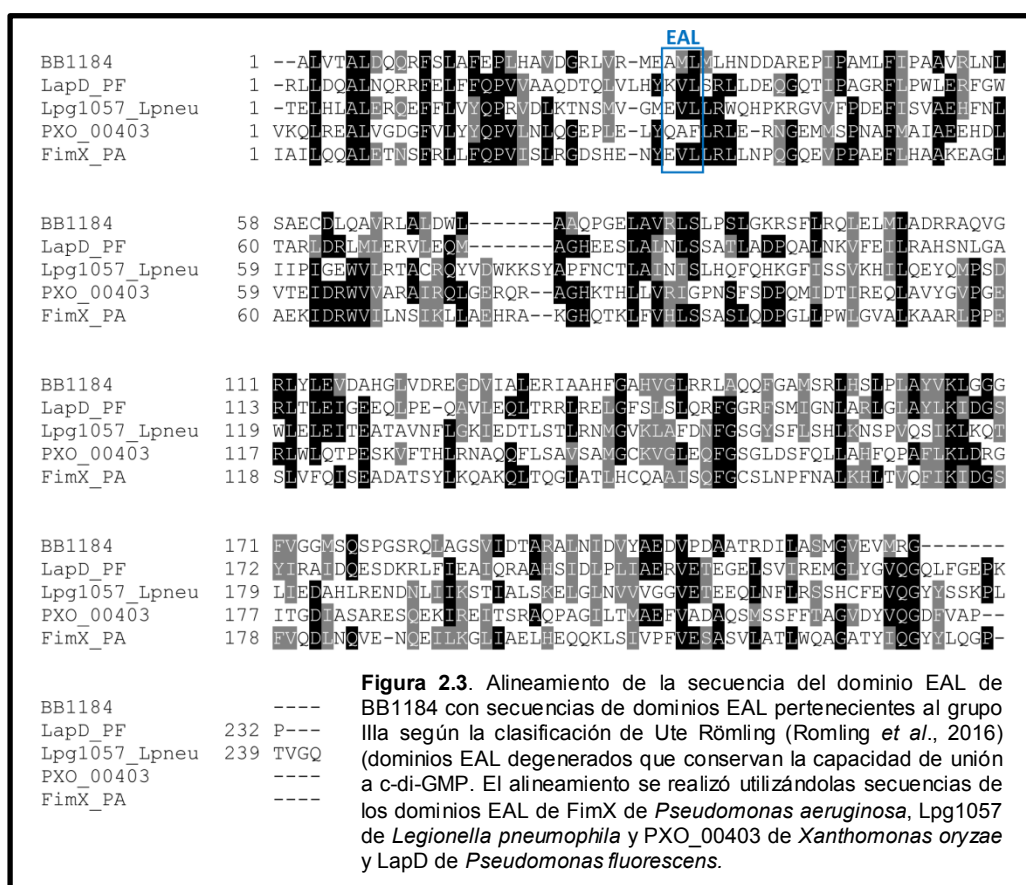 EAL
BB1184 1 --ALVTALDQQRFSLAFEPLHAVDGRLVR-MEAMLMLHNDDAREPIPAMLFIPAAVRLNL
LapD_PF 1 -RLLDQALNQRRFELFFQPVVAAQDTQLVLHYKVLSRLLDEQGQTIPAGRFLPWLERFGW
Lpg1057_Lpneu 1 -TELHLALERQEFFLVYQPRVDLKTNSMV-GMEVLLRWQHPKRGVVFPDEFISVAEHFNL
PXO_00403 1 VKQLREALVGDGFVLYYQPVLNLQGEPLE-LYQAFLRLE-RNGEMMSPNAFMAIAEEHDL
FimX_PA 1 IAILQQALETNSFRLLFQPVISLRGDSHE-NYEVLLRLLNPQGQEVPPAEFLHAAKEAGL
BB1184 58 SAECDLQAVRLALDWL-------AAQPGELAVRLSLPSLGKRSFLRQLELMLADRRAQVG
LapD_PF 60 TARLDRLMLERVLEQM-------AGHEESLALNLSSATLADPQALNKVFEILRAHSNLGA
Lpg1057_Lpneu 59 IIPIGEWVLRTACRQYVDWKKSYAPFNCTLAINISLHQFQHKGFISSVKHILQEYQMPSD
PXO_00403 59 VTEIDRWVVARAIRQLGERQR--AGHKTHLLVRIGPNSFSDPQMIDTIREQLAVYGVPGE
FimX_PA 60 AEKIDRWVILNSIKLLAEHRA--KGHQTKLFVHLSSASLQDPGLLPWLGVALKAARLPPE
BB1184 111 RLYLEVDAHGLVDREGDVIALERIAAHFGAHVGLRRLAQQFGAMSRLHSLPLAYVKLGGG
LapD_PF 113 RLTLEIGEEQLPE-QAVLEQLTRRLRELGFSLSLQRFGGRFSMIGNLARLGLAYLKIDGS
Lpg1057_Lpneu 119 WLELEITEATAVNFLGKIEDTLSTLRNMGVKLAFDNFGSGYSFLSHLKNSPVQSIKLKQT
PXO_00403 117 RLWLQTPESKVFTHLRNAQQFLSAVSAMGCKVGLEQFGSGLDSFQLLAHFQPAFLKLDRG
FimX_PA 118 SLVFQISEADATSYLKQAKQLTQGLATLHCQAAISQFGCSLNPFNALKHLTVQFIKIDGS
BB1184 171 FVGGMSQSPGSRQLAGSVIDTARALNIDVYAEDVPDAATRDILASMGVEVMRG-------
LapD_PF 172 YIRAIDQESDKRLFIEAIQRAAHSIDLPLIAERVETEGELSVIREMGLYGVQGQLFGEPK
Lpg1057_Lpneu 179 LIEDAHLRENDNLIIKSTIALSKELGLNVVVGGVETEEQLNFLRSSHCFEVQGYYSSKPL
PXO_00403 177 ITGDIASARESQEKIREITSRAQPAGILTVAEFVADAQSMSSFFTAGVDYVQGDFVAP--
FimX_PA 178 FVQDLNQVE-NQEILKGLIAELHEQQKLSIVPFVESASVLATLWQAGATYIQGYYLQGP-
BB1184 ----
LapD_PF 232 P---
Lpg1057_Lpneu 239 TVGQ
PXO_00403 ----
FimX_PA ----
Figura 2.3. Alineamiento de la secuencia del dominio EAL de
BB1184 con secuencias de dominios EAL pertenecientes al grupo
IIIa según la clasificación de Ute Römling (Romling et al., 2016)
(dominios EAL degenerados que conservan la capacidad de unión
a c-di-GMP. El alineamiento se realizó utilizándolas secuencias de
los dominios EAL de FimX de Pseudomonas aeruginosa, Lpg1057
de Legionella pneumophila y PXO_00403 de Xanthomonas oryzae
y LapD de Pseudomonas fluorescens.